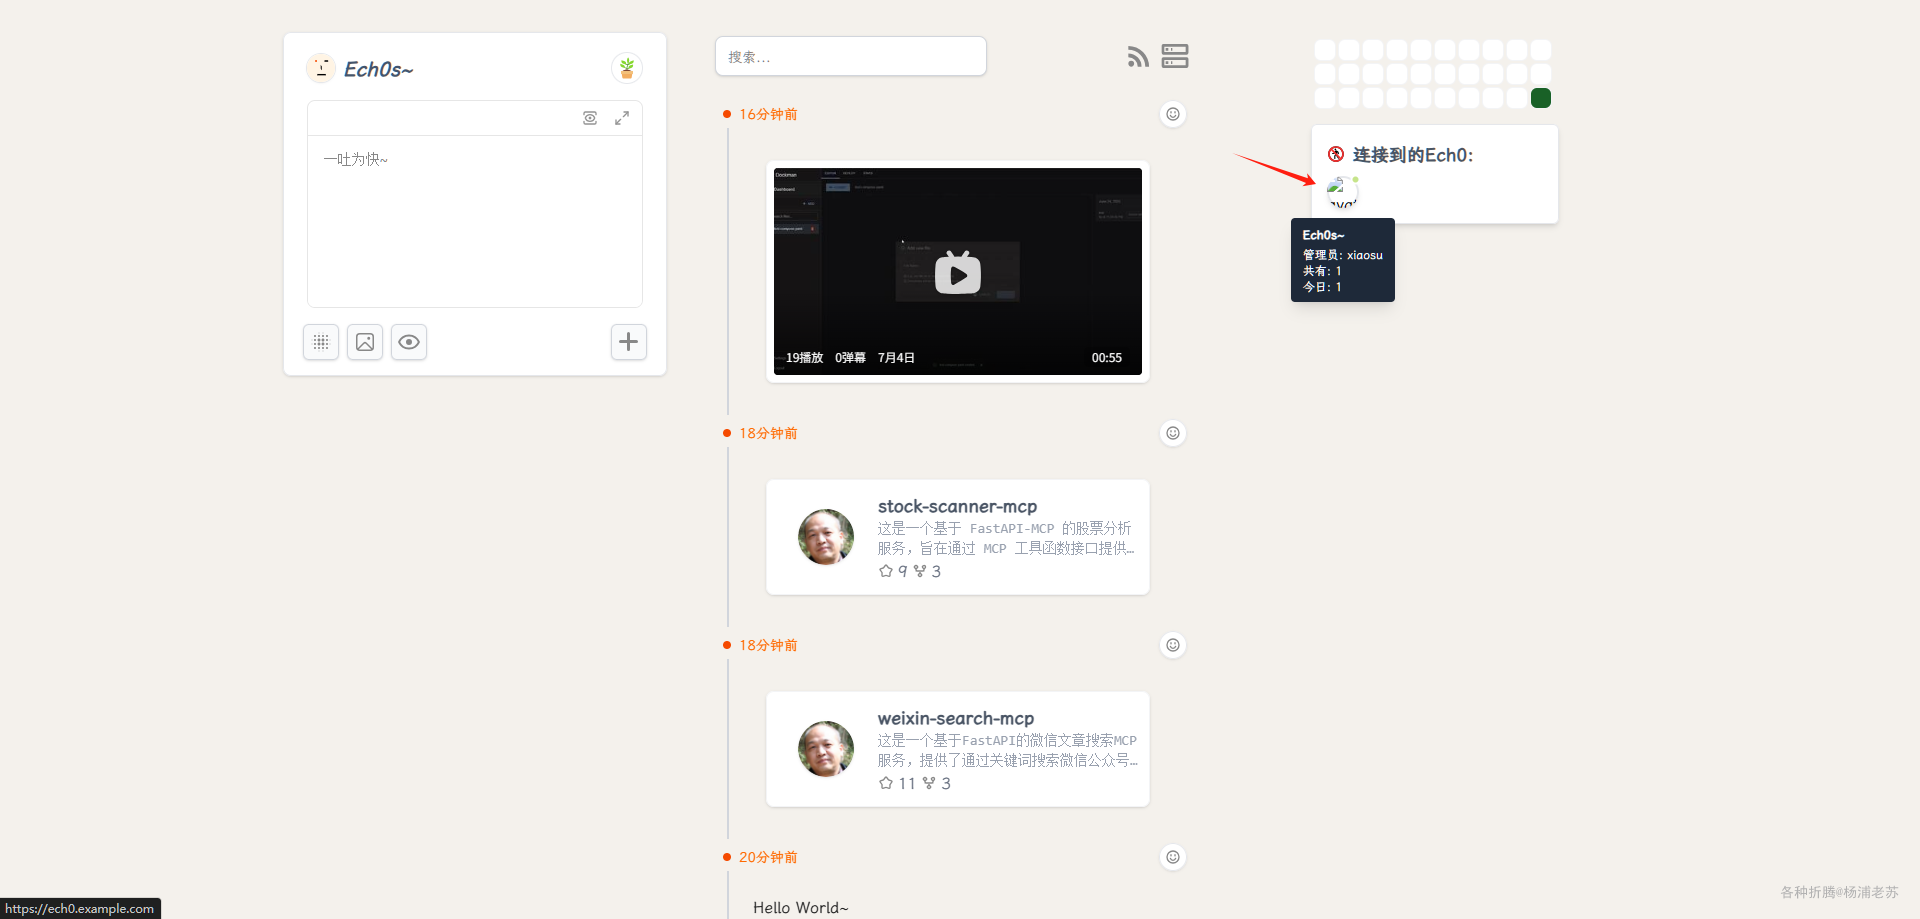 Ech0s~
一吐为快~
搜索...
16分钟前
Dockman
Dashboard
19播放 0弹幕 7月4日 00:55
18分钟前
stock-scanner-mcp
这是一个基于 FastAPI-MCP 的股票分析
服务，旨在通过 MCP 工具函数接口提供…
9 3
18分钟前
weixin-search-mcp
这是一个基于FastAPI的微信文章搜索MCP
服务，提供了通过关键词搜索微信公众号…
11 3
20分钟前
Hello World~
连接到的Ech0:
Ech0s~
管理员: xiaosu
共有: 1
今日: 1
https://ech0.example.com
各种折腾@杨浦老苏